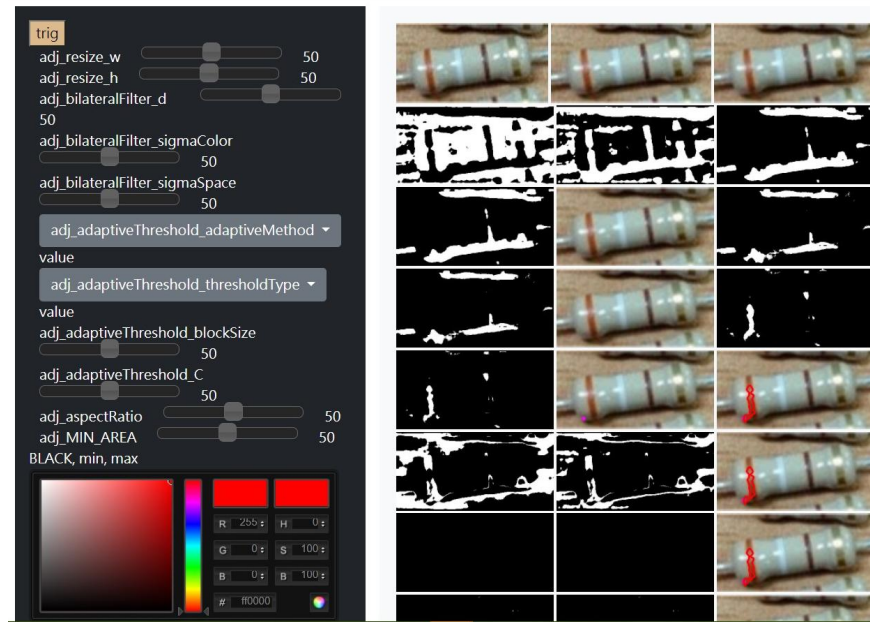 trig
adj_resize_w 50
adj_resize_h 50
adj_bilateralFilter_d
50
adj_bilateralFilter_sigmaColor
50
adj_bilateralFilter_sigmaSpace
50
adj_adaptiveThreshold_adaptiveMethod
value
adj_adaptiveThreshold_thresholdType
value
adj_adaptiveThreshold_blockSize
50
adj_adaptiveThreshold_C
50
adj_aspectRatio 50
adj_MIN_AREA 50
BLACK, min, max
R 255 H 0
G 0 S 100
B 0 B 100
# ff0000